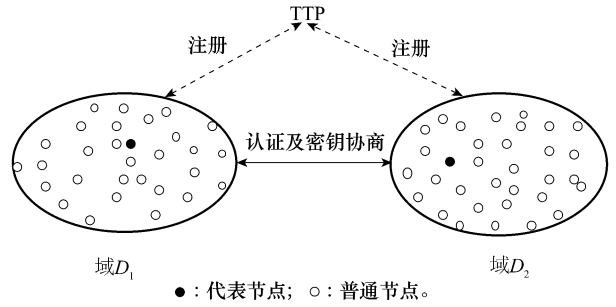 TTP
注册
注册
认证及密钥协商
域D₁
域D₂
●：代表节点；○：普通节点。